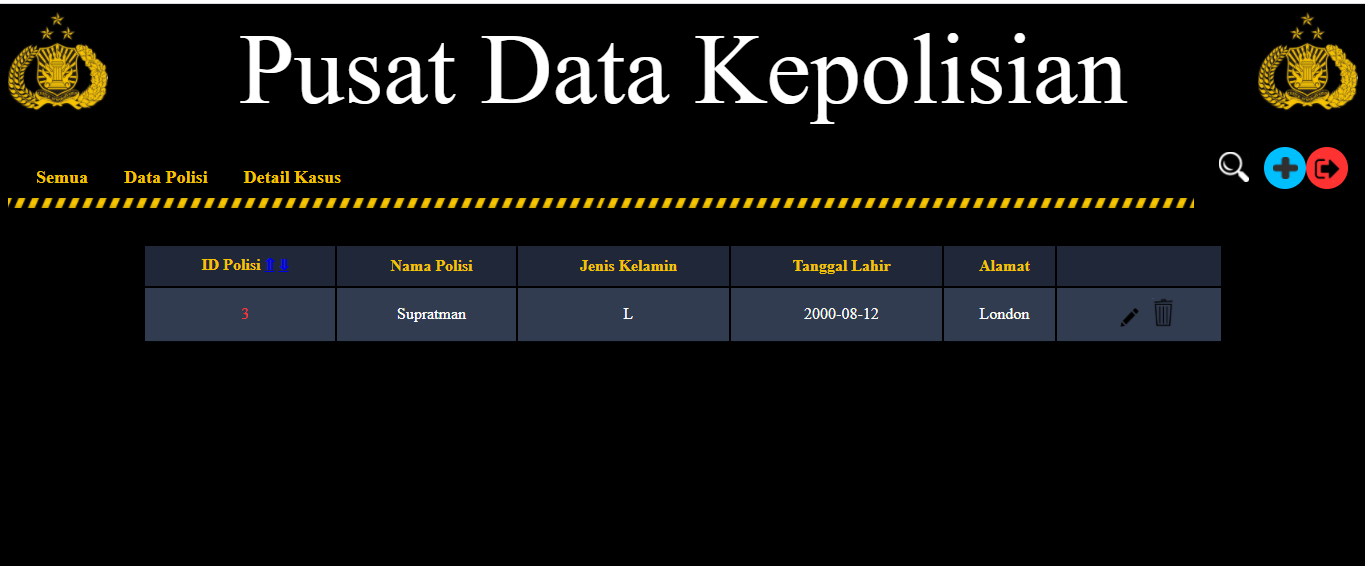 Pusat Data Kepolisian
Semua Data Polisi Detail Kasus
ID Polisi ⇑ ⇓ Nama Polisi Jenis Kelamin Tanggal Lahir Alamat
3 Supratman L 2000-08-12 London